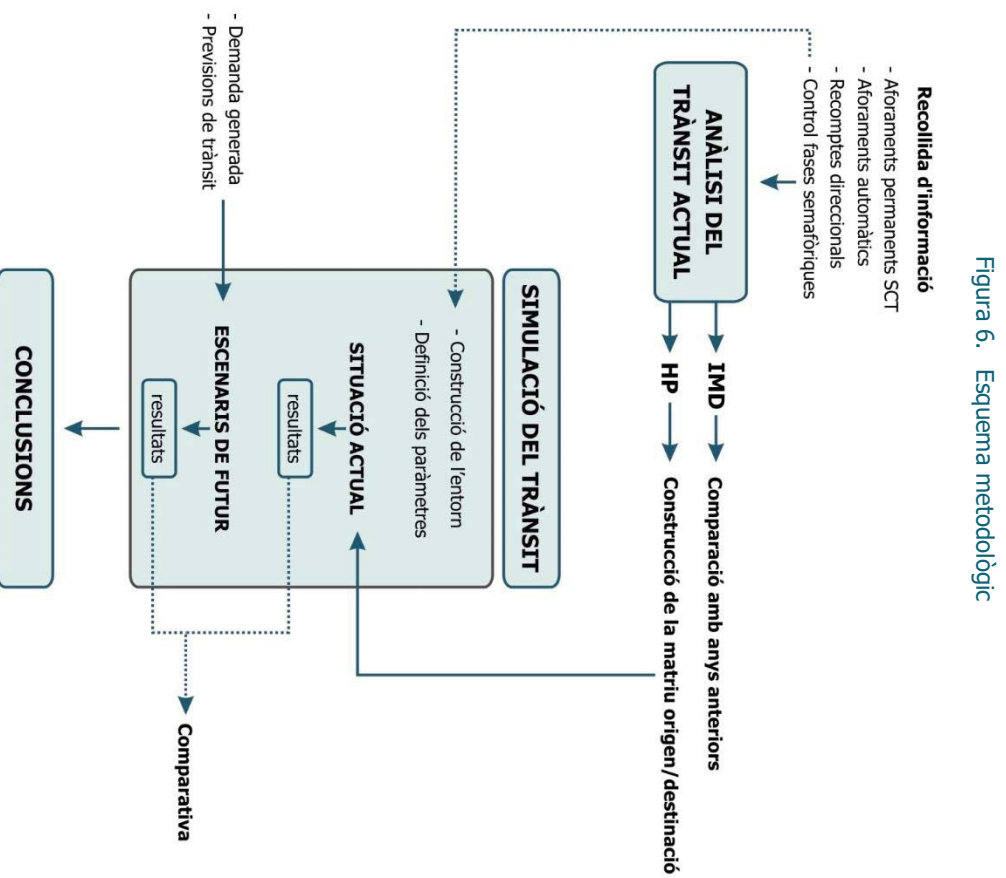 Figura 6. Esquema metodològic
Recollida d'informació
- Aforaments permanents SCT
- Aforaments automàtics
- Recomptes direccionals
- Control fases semafòriques
ANÀLISI DEL
TRÀNSIT ACTUAL
IMD
Comparació amb anys anteriors
HP
Construcció de la matriu origen/destinació
SIMULACIÓ DEL TRÀNSIT
- Construcció de l'entorn
- Definició dels paràmetres
SITUACIÓ ACTUAL
resultats
- Demanda generada
- Previsions de trànsit
ESCENARIS DE FUTUR
resultats
Comparativa
CONCLUSIONS